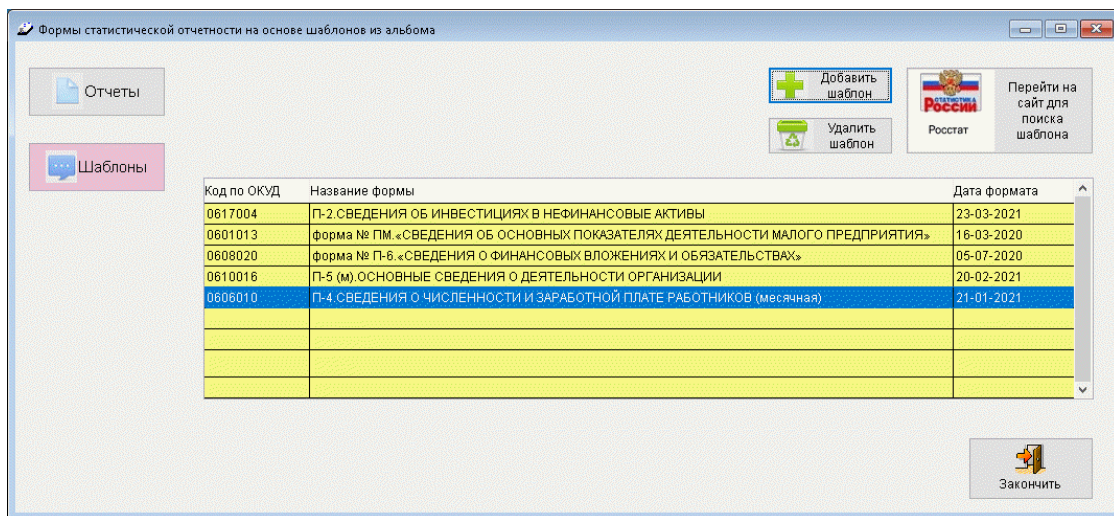 Формы статистической отчетности на основе шаблонов из альбома
Отчеты
Шаблоны
Добавить
шаблон
Удалить
шаблон
СТАТИСТИКА
России
Росстат
Перейти на
сайт для
поиска
шаблона
Код по ОКУД Название формы Дата формата
0617004 П-2.СВЕДЕНИЯ ОБ ИНВЕСТИЦИЯХ В НЕФИНАНСОВЫЕ АКТИВЫ 23-03-2021
0601013 форма № ПМ.«СВЕДЕНИЯ ОБ ОСНОВНЫХ ПОКАЗАТЕЛЯХ ДЕЯТЕЛЬНОСТИ МАЛОГО ПРЕДПРИЯТИЯ» 16-03-2020
0608020 форма № П-6.«СВЕДЕНИЯ О ФИНАНСОВЫХ ВЛОЖЕНИЯХ И ОБЯЗАТЕЛЬСТВАХ» 05-07-2020
0610016 П-5 (м).ОСНОВНЫЕ СВЕДЕНИЯ О ДЕЯТЕЛЬНОСТИ ОРГАНИЗАЦИИ 20-02-2021
0606010 П-4.СВЕДЕНИЯ О ЧИСЛЕННОСТИ И ЗАРАБОТНОЙ ПЛАТЕ РАБОТНИКОВ (месячная) 21-01-2021
Закончить